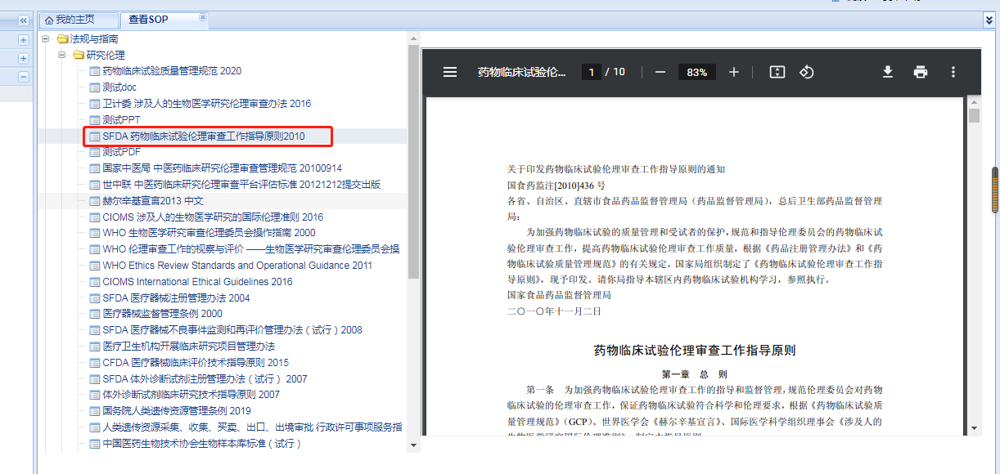 我的主页
查看SOP
法规与指南
研究伦理
药物临床试验质量管理规范 2020
测试doc
卫计委 涉及人的生物医学研究伦理审查办法 2016
测试PPT
SFDA 药物临床试验伦理审查工作指导原则2010
测试PDF
国家中医局 中医药临床研究伦理审查管理规范 20100914
世中联 中医药临床研究伦理审查平台评估标准 20121212提交出版
赫尔辛基宣言2013 中文
CIOMS 涉及人的生物医学研究的国际伦理准则 2016
WHO 生物医学研究审查伦理委员会操作指南 2000
WHO 伦理审查工作的视察与评价 ——生物医学研究审查伦理委员会操
WHO Ethics Review Standards and Operational Guidance 2011
CIOMS International Ethical Guidelines 2016
SFDA 医疗器械注册管理办法 2004
医疗器械监督管理条例 2000
SFDA 医疗器械不良事件监测和再评价管理办法（试行）2008
医疗卫生机构开展临床研究项目管理办法
CFDA 医疗器械临床评价技术指导原则 2015
SFDA 体外诊断试剂注册管理办法（试行） 2007
体外诊断试剂临床研究技术指导原则 2007
国务院人类遗传资源管理条例 2019
人类遗传资源采集、收集、买卖、出口、出境审批 行政许可事项服务指
中国医药生物技术协会生物样本库标准（试行）
药物临床试验伦... 1 / 10 83%
关于印发药物临床试验伦理审查工作指导原则的通知
国食药监注[2010]436 号
各省、自治区、直辖市食品药品监督管理局（药品监督管理局），总后卫生部药品监督管理
局：
为加强药物临床试验的质量管理和受试者的保护，规范和指导伦理委员会的药物临床试
验伦理审查工作，提高药物临床试验伦理审查工作质量，根据《药品注册管理办法》和《药
物临床试验质量管理规范》的有关规定，国家局组织制定了《药物临床试验伦理审查工作指
导原则》，现予印发。请你局指导本辖区内药物临床试验机构学习，参照执行。
国家食品药品监督管理局
二〇一〇年十一月二日
药物临床试验伦理审查工作指导原则
第一章 总 则
第一条 为加强药物临床试验伦理审查工作的指导和监督管理，规范伦理委员会对药物
临床试验的伦理审查工作，保证药物临床试验符合科学和伦理要求，根据《药物临床试验质
量管理规范》（GCP）、世界医学会《赫尔辛基宣言》、国际医学科学组织理事会《涉及人的